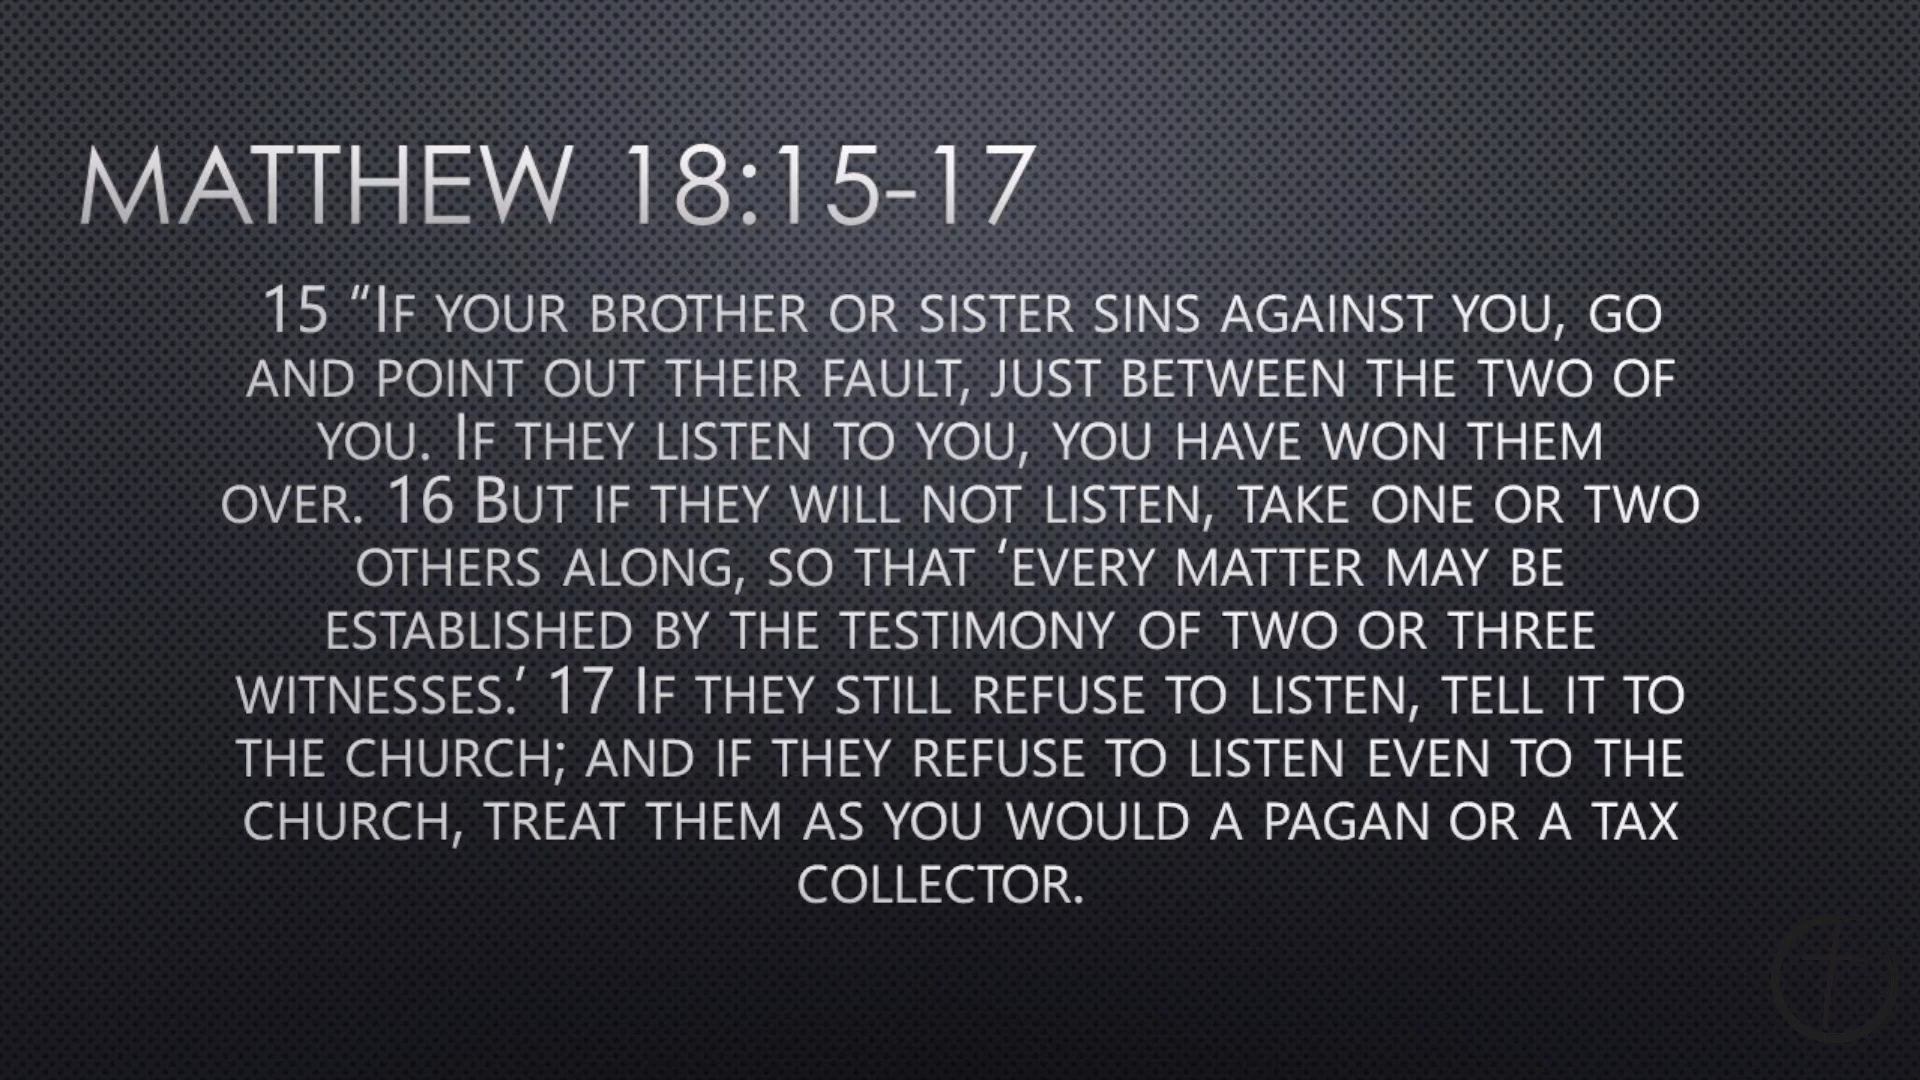 MATTHEW 18:15-17
15 “IF YOUR BROTHER OR SISTER SINS AGAINST YOU, GO
AND POINT OUT THEIR FAULT, JUST BETWEEN THE TWO OF
YOU. IF THEY LISTEN TO YOU, YOU HAVE WON THEM
OVER. 16 BUT IF THEY WILL NOT LISTEN, TAKE ONE OR TWO
OTHERS ALONG, SO THAT ‘EVERY MATTER MAY BE
ESTABLISHED BY THE TESTIMONY OF TWO OR THREE
WITNESSES.’ 17 IF THEY STILL REFUSE TO LISTEN, TELL IT TO
THE CHURCH; AND IF THEY REFUSE TO LISTEN EVEN TO THE
CHURCH, TREAT THEM AS YOU WOULD A PAGAN OR A TAX
COLLECTOR.